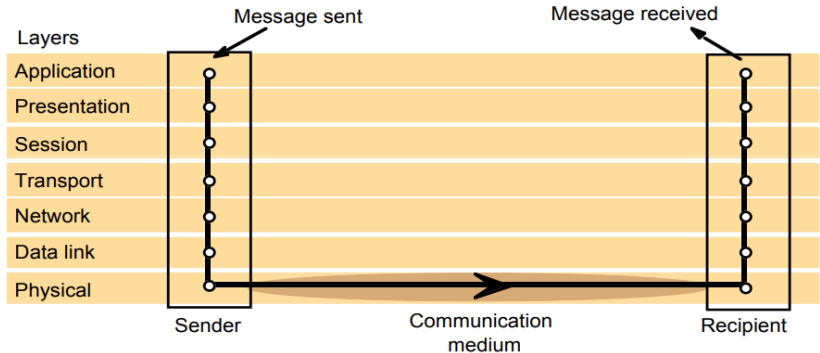 Message sent
Message received
Layers
Application
Presentation
Session
Transport
Network
Data link
Physical
Sender
Communication
medium
Recipient